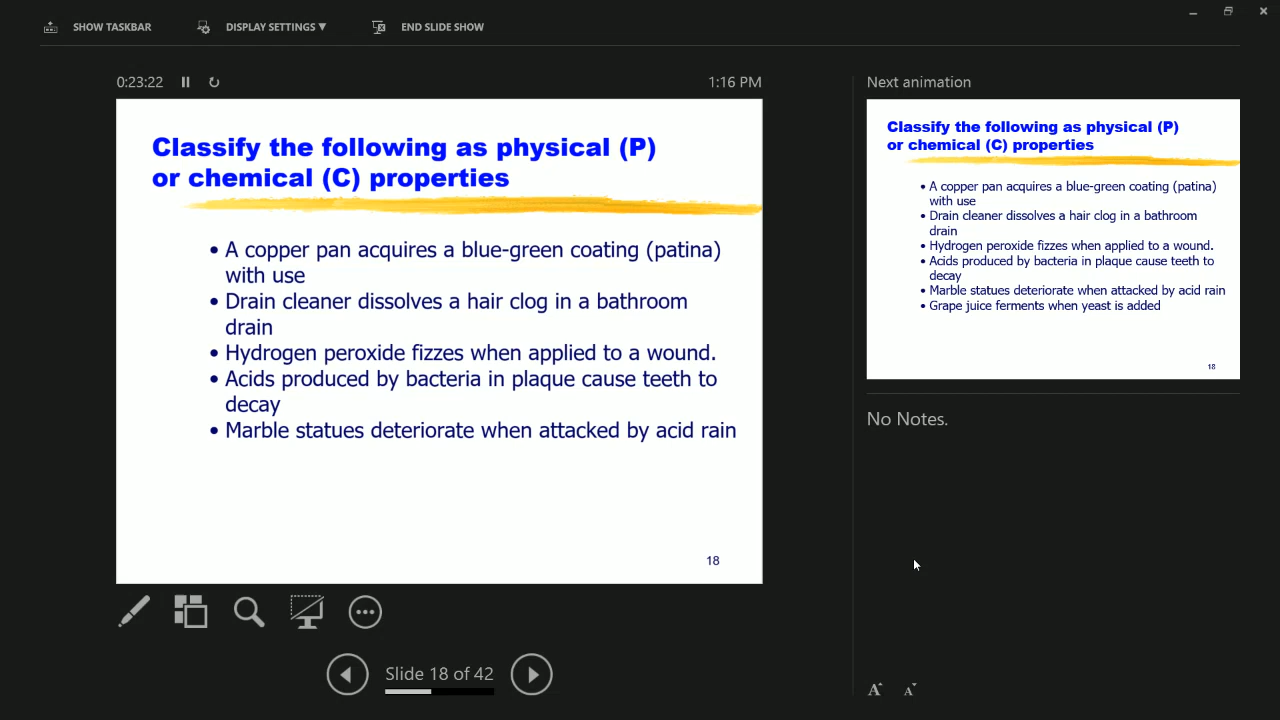 SHOW TASKBAR
DISPLAY SETTINGS ▼
END SLIDE SHOW
0:23:22
1:16 PM
Classify the following as physical (P)
or chemical (C) properties
• A copper pan acquires a blue-green coating (patina)
with use
• Drain cleaner dissolves a hair clog in a bathroom
drain
• Hydrogen peroxide fizzes when applied to a wound.
• Acids produced by bacteria in plaque cause teeth to
decay
• Marble statues deteriorate when attacked by acid rain
18
Slide 18 of 42
Next animation
Classify the following as physical (P)
or chemical (C) properties
• A copper pan acquires a blue-green coating (patina)
with use
• Drain cleaner dissolves a hair clog in a bathroom
drain
• Hydrogen peroxide fizzes when applied to a wound.
• Acids produced by bacteria in plaque cause teeth to
decay
• Marble statues deteriorate when attacked by acid rain
• Grape juice ferments when yeast is added
18
No Notes.
A A